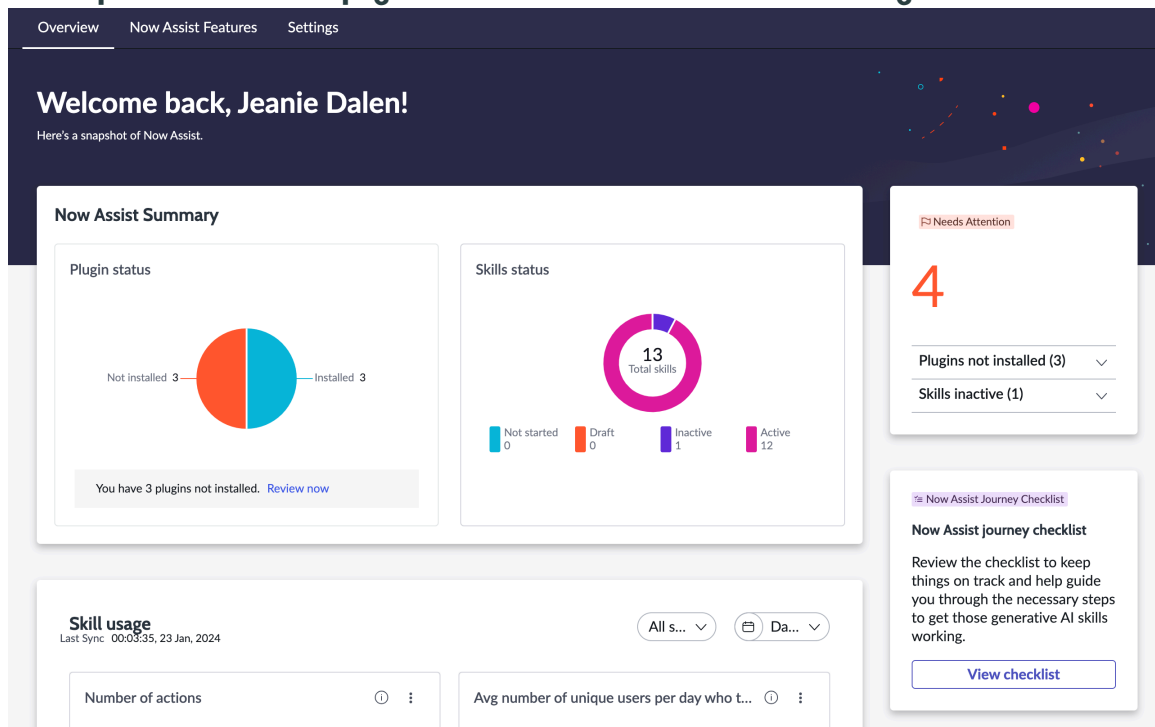 Overview Now Assist Features Settings
Welcome back, Jeanie Dalen!
Here's a snapshot of Now Assist.
Now Assist Summary
Plugin status
Not installed 3
Installed 3
You have 3 plugins not installed. Review now
Skills status
13
Total skills
Not started
0
Draft
0
Inactive
1
Active
12
Needs Attention
4
Plugins not installed (3)
Skills inactive (1)
Now Assist Journey Checklist
Now Assist journey checklist
Review the checklist to keep
things on track and help guide
you through the necessary steps
to get those generative AI skills
working.
View checklist
Skill usage
Last Sync 00:03:35, 23 Jan, 2024
All s...
Da...
Number of actions
Avg number of unique users per day who t...